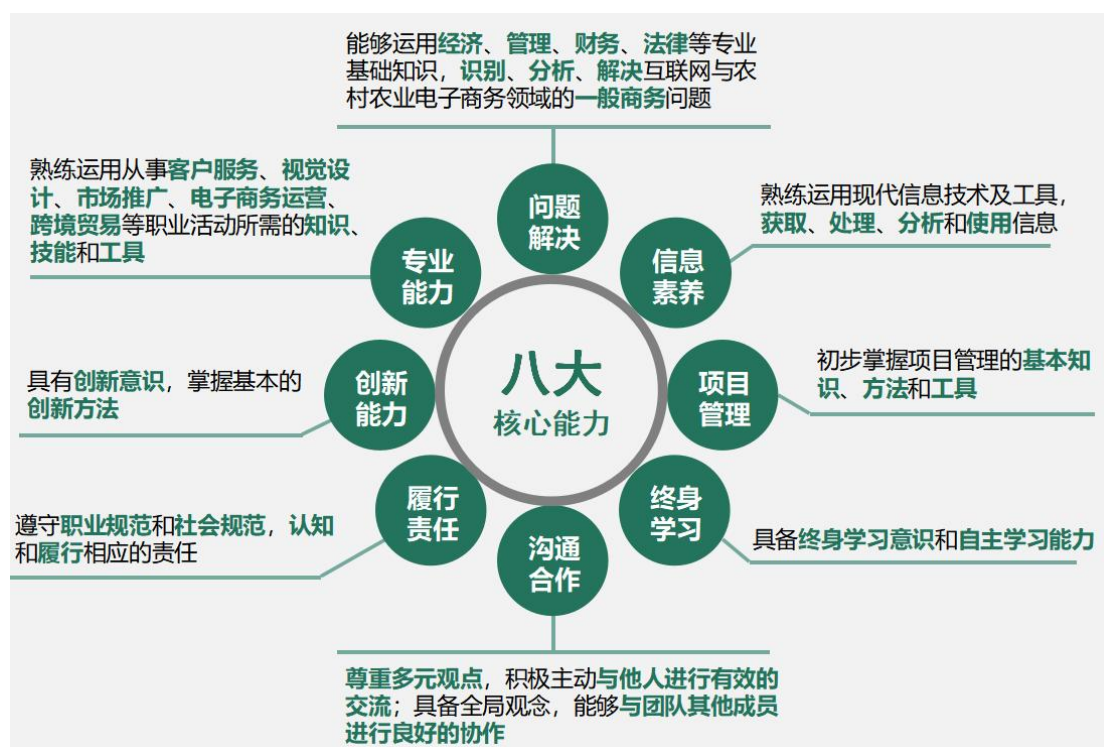 能够运用经济、管理、财务、法律等专业
基础知识，识别、分析、解决互联网与农
村农业电子商务领域的一般商务问题
问题
解决
熟练运用现代信息技术及工具，
获取、处理、分析和使用信息
信息
素养
初步掌握项目管理的基本知
识、方法和工具
项目
管理
具备终身学习意识和自主学习能力
终身
学习
沟通
合作
尊重多元观点，积极主动与他人进行有效的
交流；具备全局观念，能够与团队其他成员
进行良好的协作
履行
责任
遵守职业规范和社会规范，认知
和履行相应的责任
创新
能力
具有创新意识，掌握基本的
创新方法
专业
能力
熟练运用从事客户服务、视觉设
计、市场推广、电子商务运营、
跨境贸易等职业活动所需的知识、
技能和工具
八大
核心能力